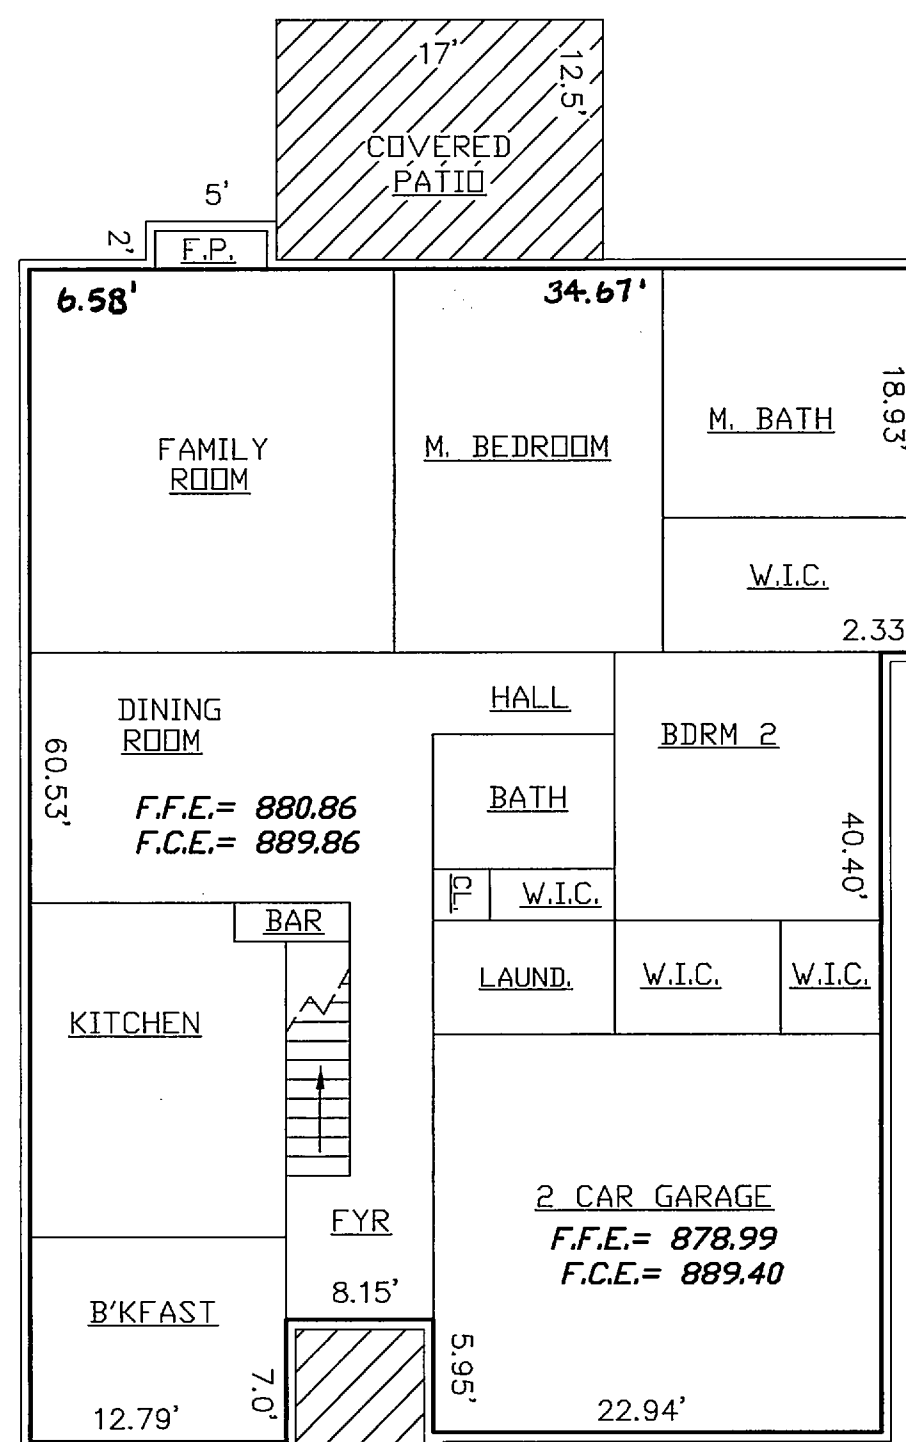 17'
12.5'
COVERED
PATIO
5'
2'
F.P.
6.58'
34.67'
18.93'
FAMILY
ROOM
M. BEDROOM
M. BATH
W.I.C.
2.33
DINING
ROOM
HALL
BDRM 2
60.53'
F.F.E.= 880.86
F.C.E.= 889.86
BATH
40.40'
CL.
W.I.C.
BAR
LAUND.
W.I.C.
W.I.C.
KITCHEN
2 CAR GARAGE
F.F.E.= 878.99
F.C.E.= 889.40
FYR
8.15'
B'KFAST
5.95'
7.0'
12.79'
22.94'